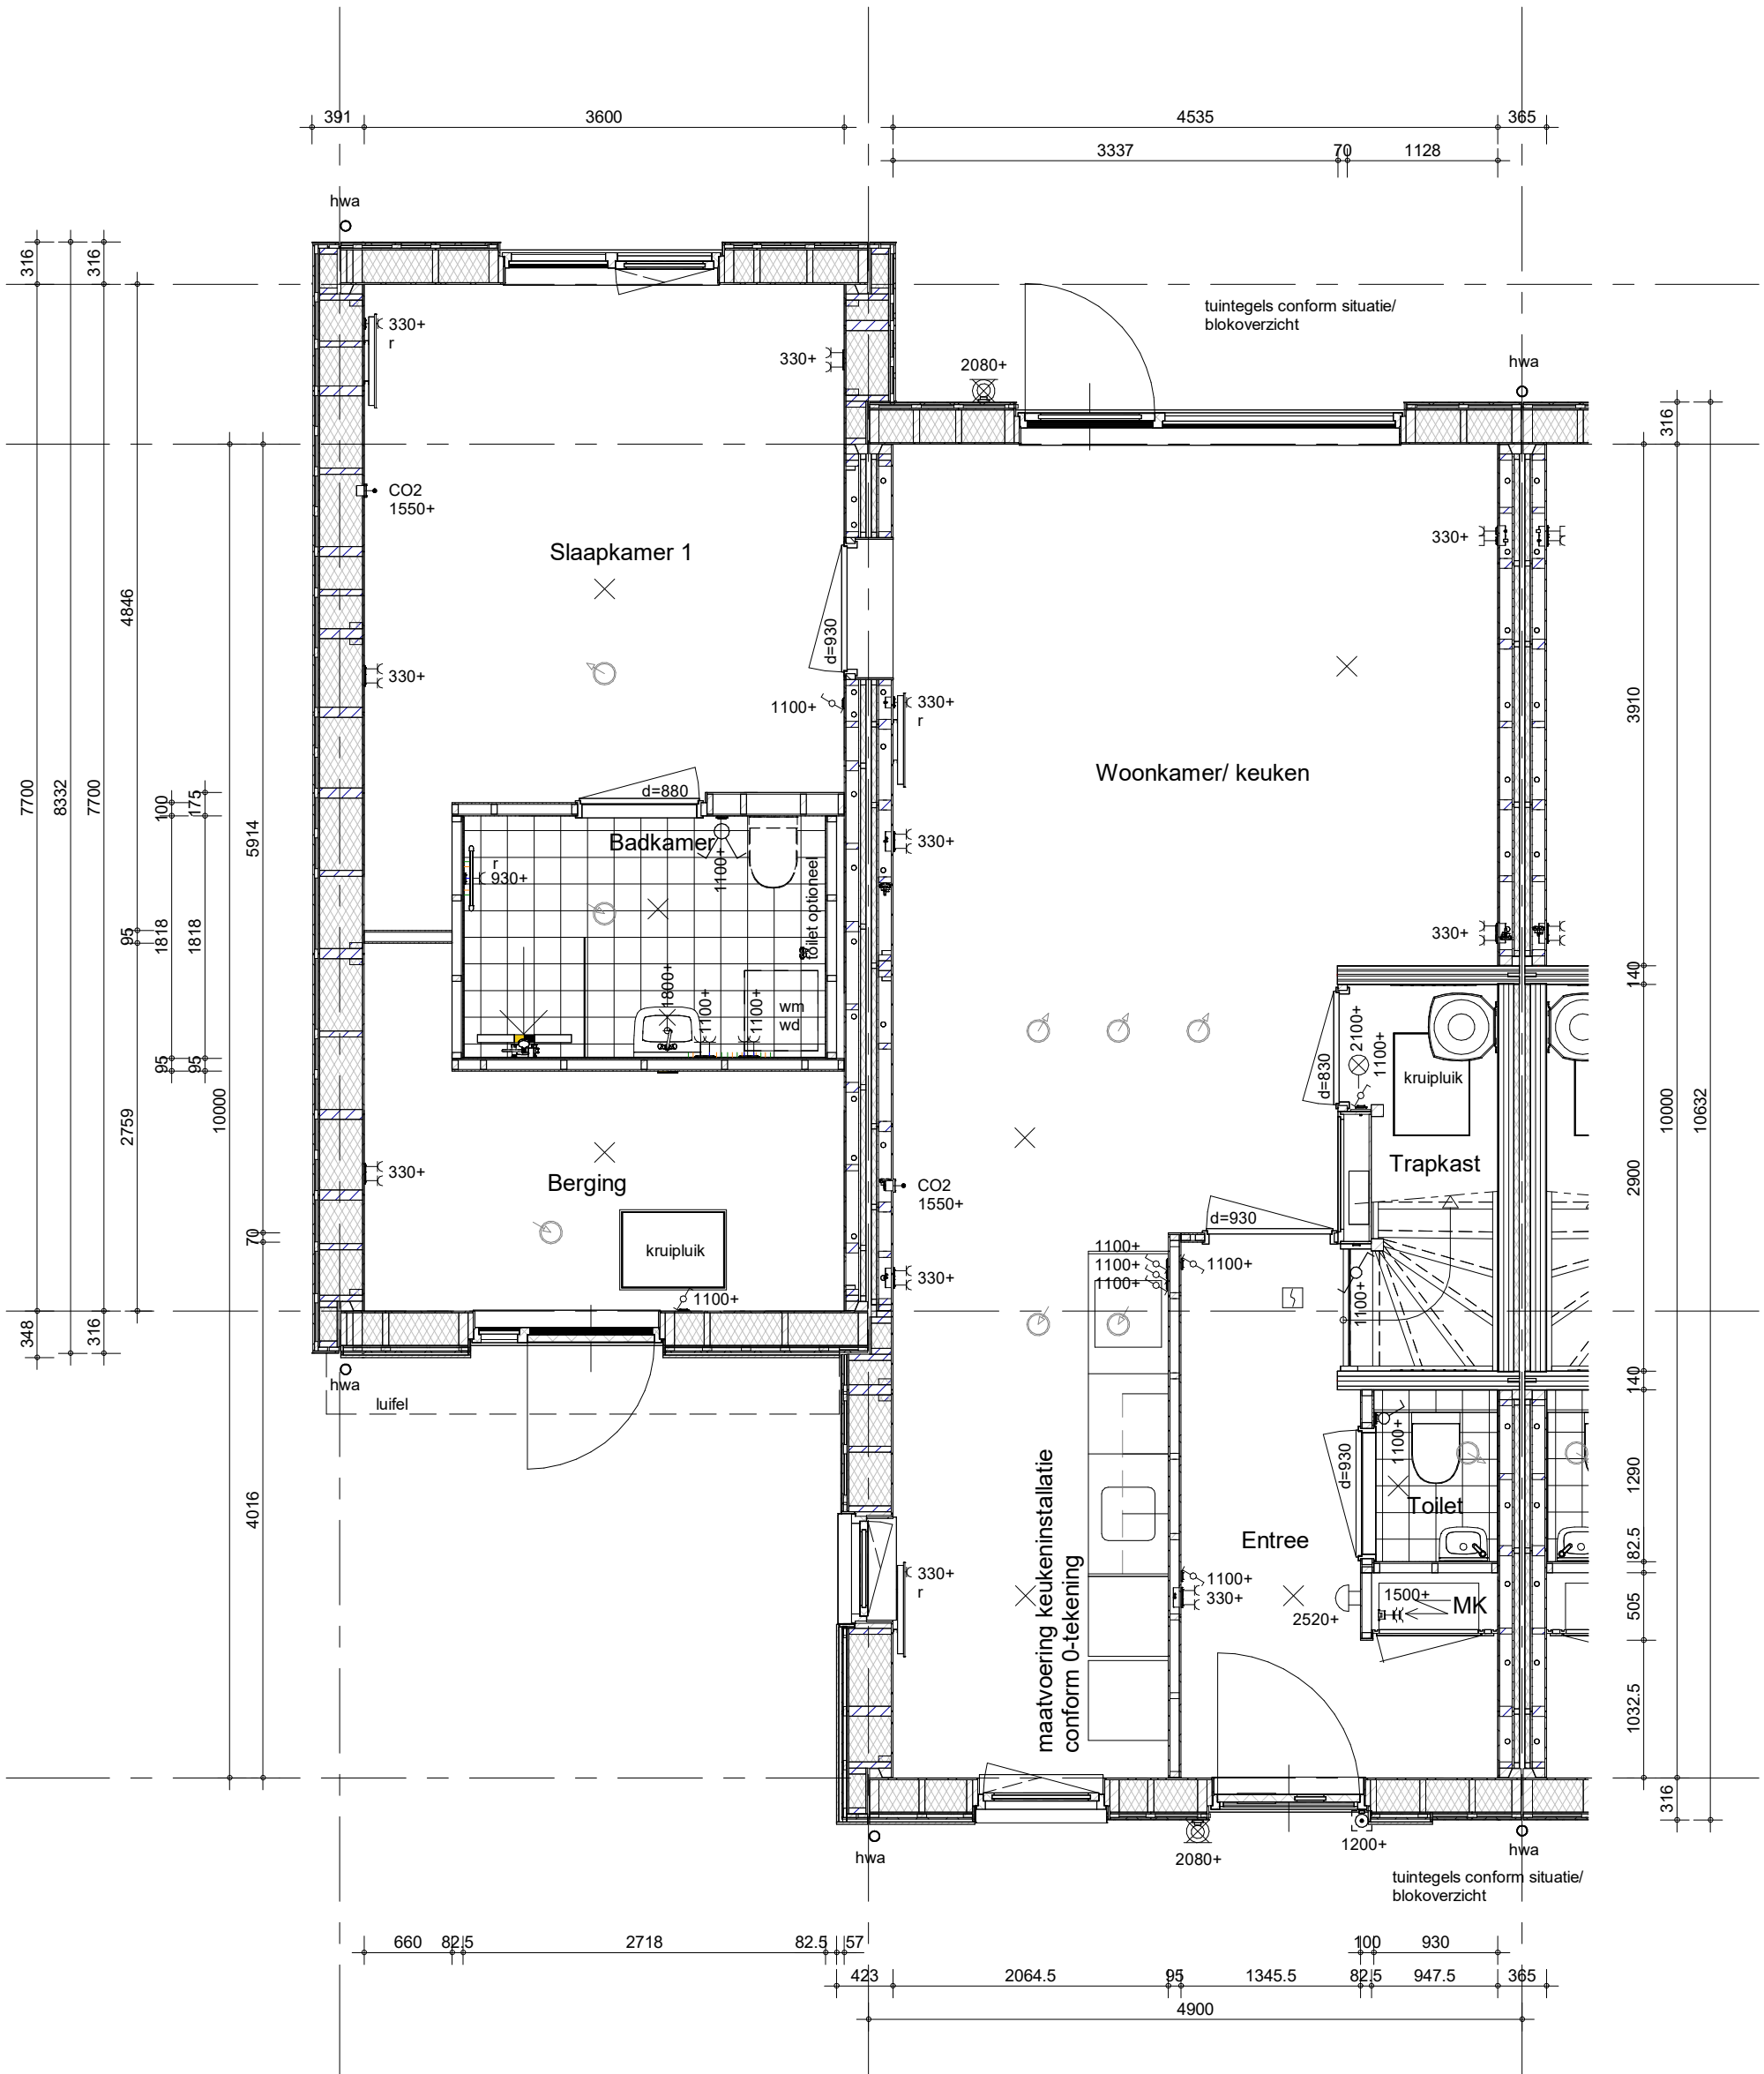 391
3600
4535
365
3337
70
1128
hwa
316
316
tuintegels conform situatie/
blokoverzicht
330+
r
330+
2080+
hwa
316
CO2
1550+
330+
Slaapkamer 1
4846
d=930
330+
1100+
330+
r
3910
Woonkamer/ keuken
7700
8332
7700
100
175
5914
d=880
Badkamer
1100+
330+
r
930+
toilet optioneel
95
1818
1818
330+
140
1800+
1100+
1100+
wm
wd
2100+
1100+
d=830
kruipluik
95
95
10000
2759
10000
10632
330+
Berging
CO2
1550+
Trapkast
2900
d=930
70
kruipluik
1100+
1100+
1100+
1100+
330+
1100+
1100+
348
316
hwa
luifel
140
1100+
d=930
1290
4016
maatvoering keukeninstallatie
conform 0-tekening
Toilet
Entree
82.5
330+
r
1100+
330+
1500+
MK
2520+
505
1032.5
316
hwa
2080+
1200+
hwa
tuintegels conform situatie/
blokoverzicht
660
82.5
2718
82.5
57
100
930
423
2064.5
95
1345.5
82.5
947.5
365
4900